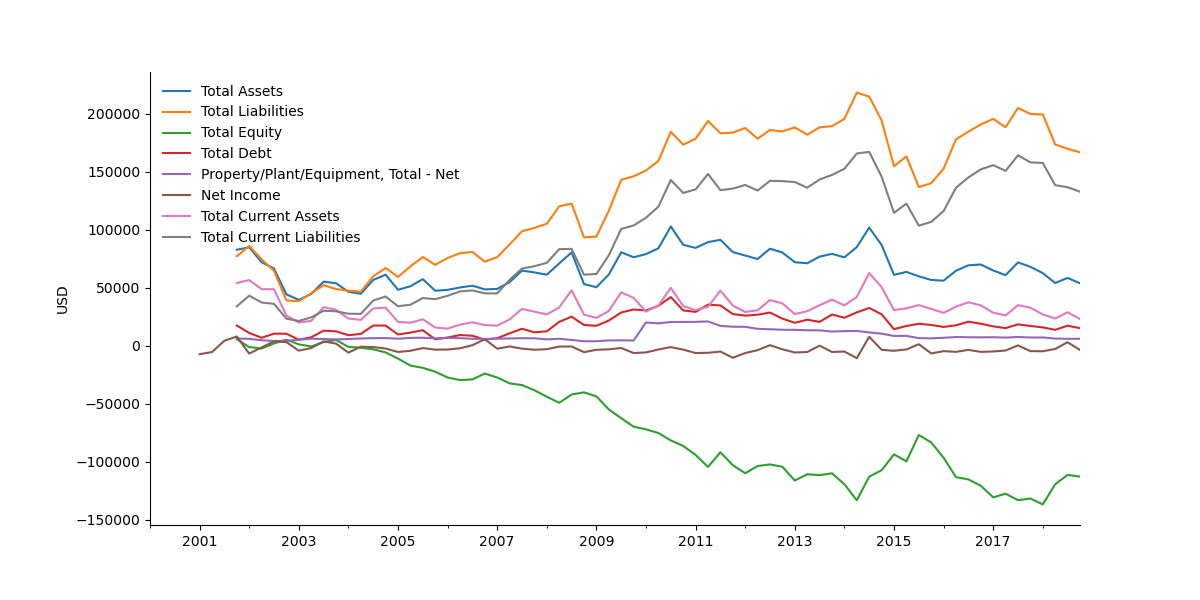 Total Assets
Total Liabilities
Total Equity
Total Debt
Property/Plant/Equipment, Total - Net
Net Income
Total Current Assets
Total Current Liabilities
USD
200000
150000
100000
50000
0
−50000
−100000
−150000
2001 2003 2005 2007 2009 2011 2013 2015 2017